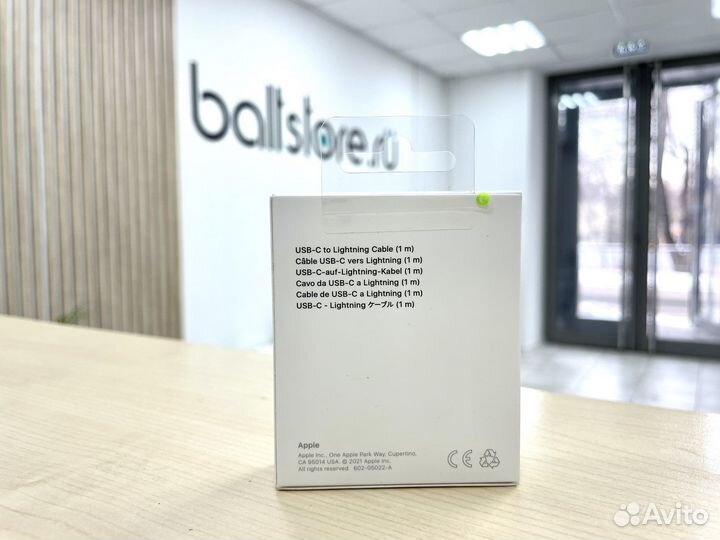 baltstore.ru
USB-C to Lightning Cable (1 m)
Câble USB-C vers Lightning (1 m)
USB-C-auf-Lightning-Kabel (1 m)
Cavo da USB-C a Lightning (1 m)
Cable de USB-C a Lightning (1 m)
USB-C - Lightning ケーブル (1 m)
Apple
Apple Inc., One Apple Park Way, Cupertino,
CA 95014 USA. © 2021 Apple Inc.
All rights reserved. 602-05022-A
CE
Avito